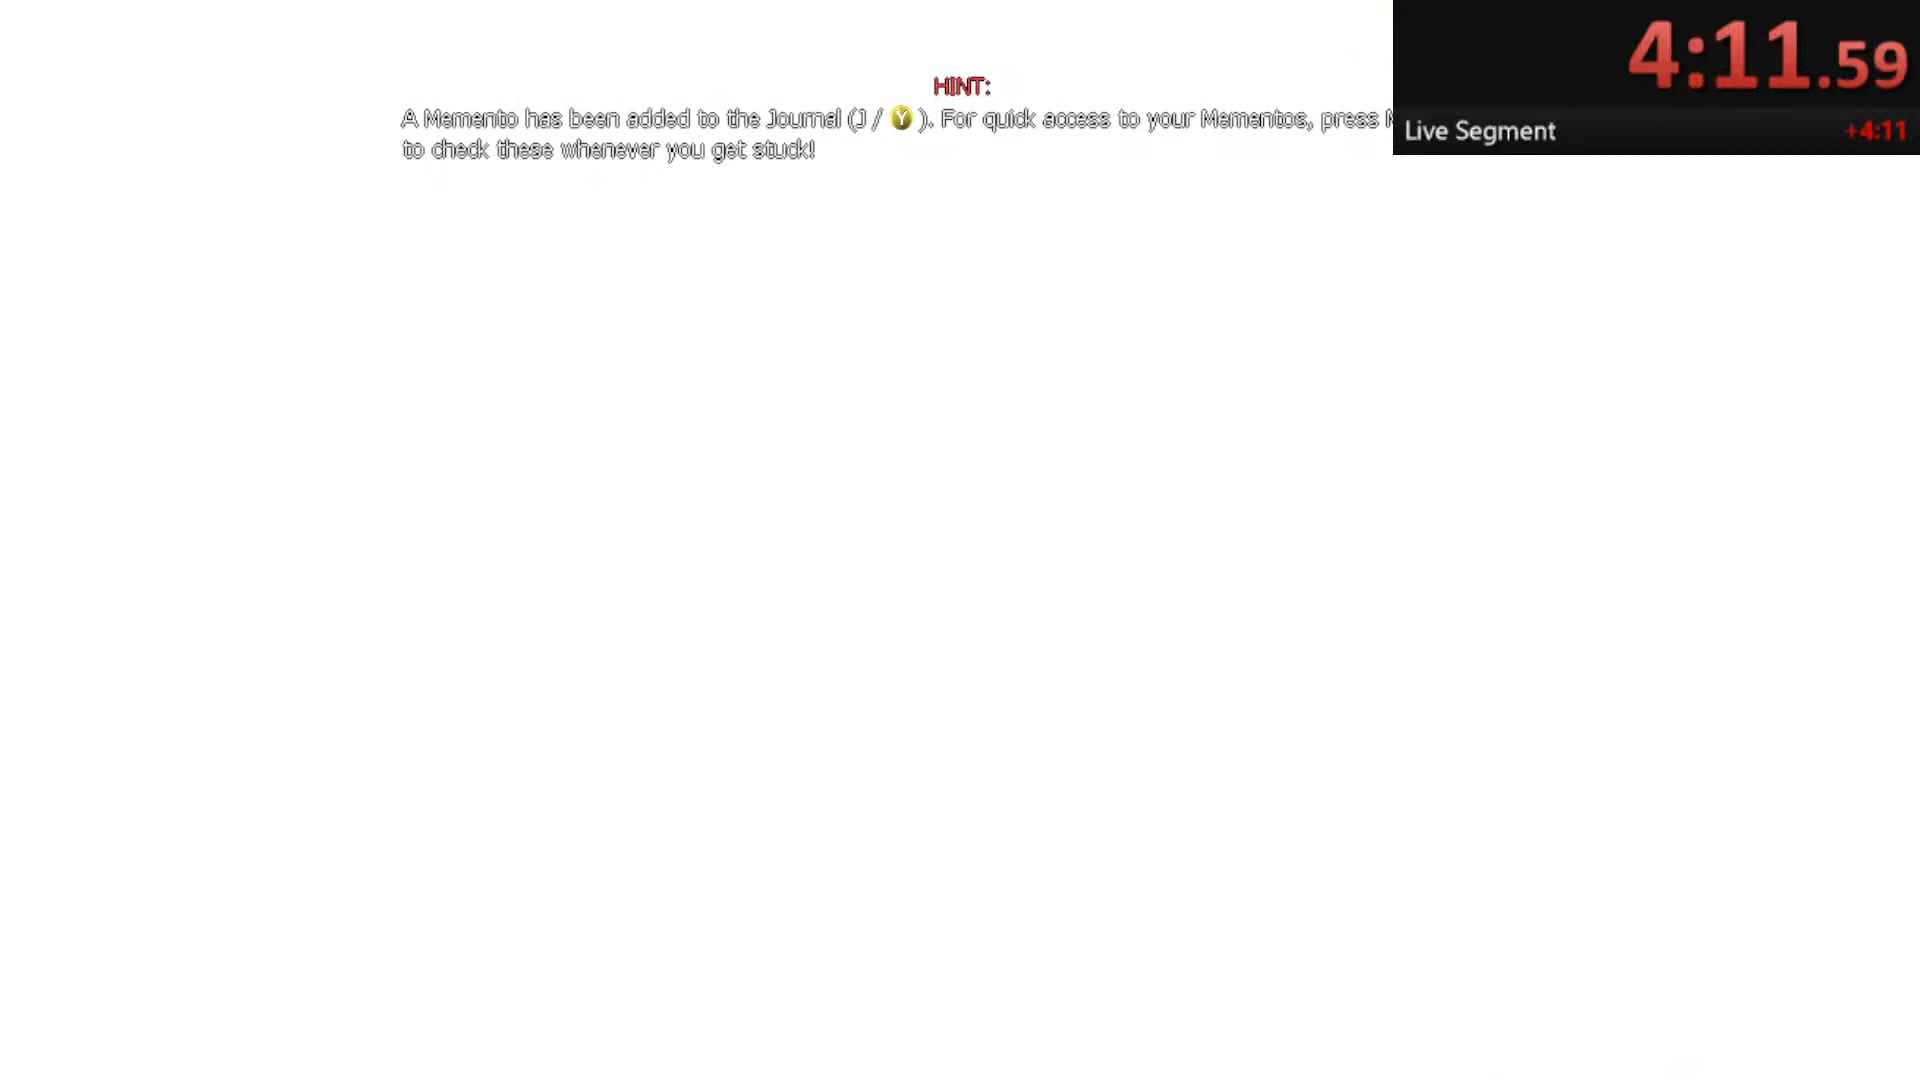 4:11.59
HINT:
A Memento has been added to the Journal (J / Y ). For quick access to your Mementos, press
Live Segment +4:11
to check these whenever you get stuck!